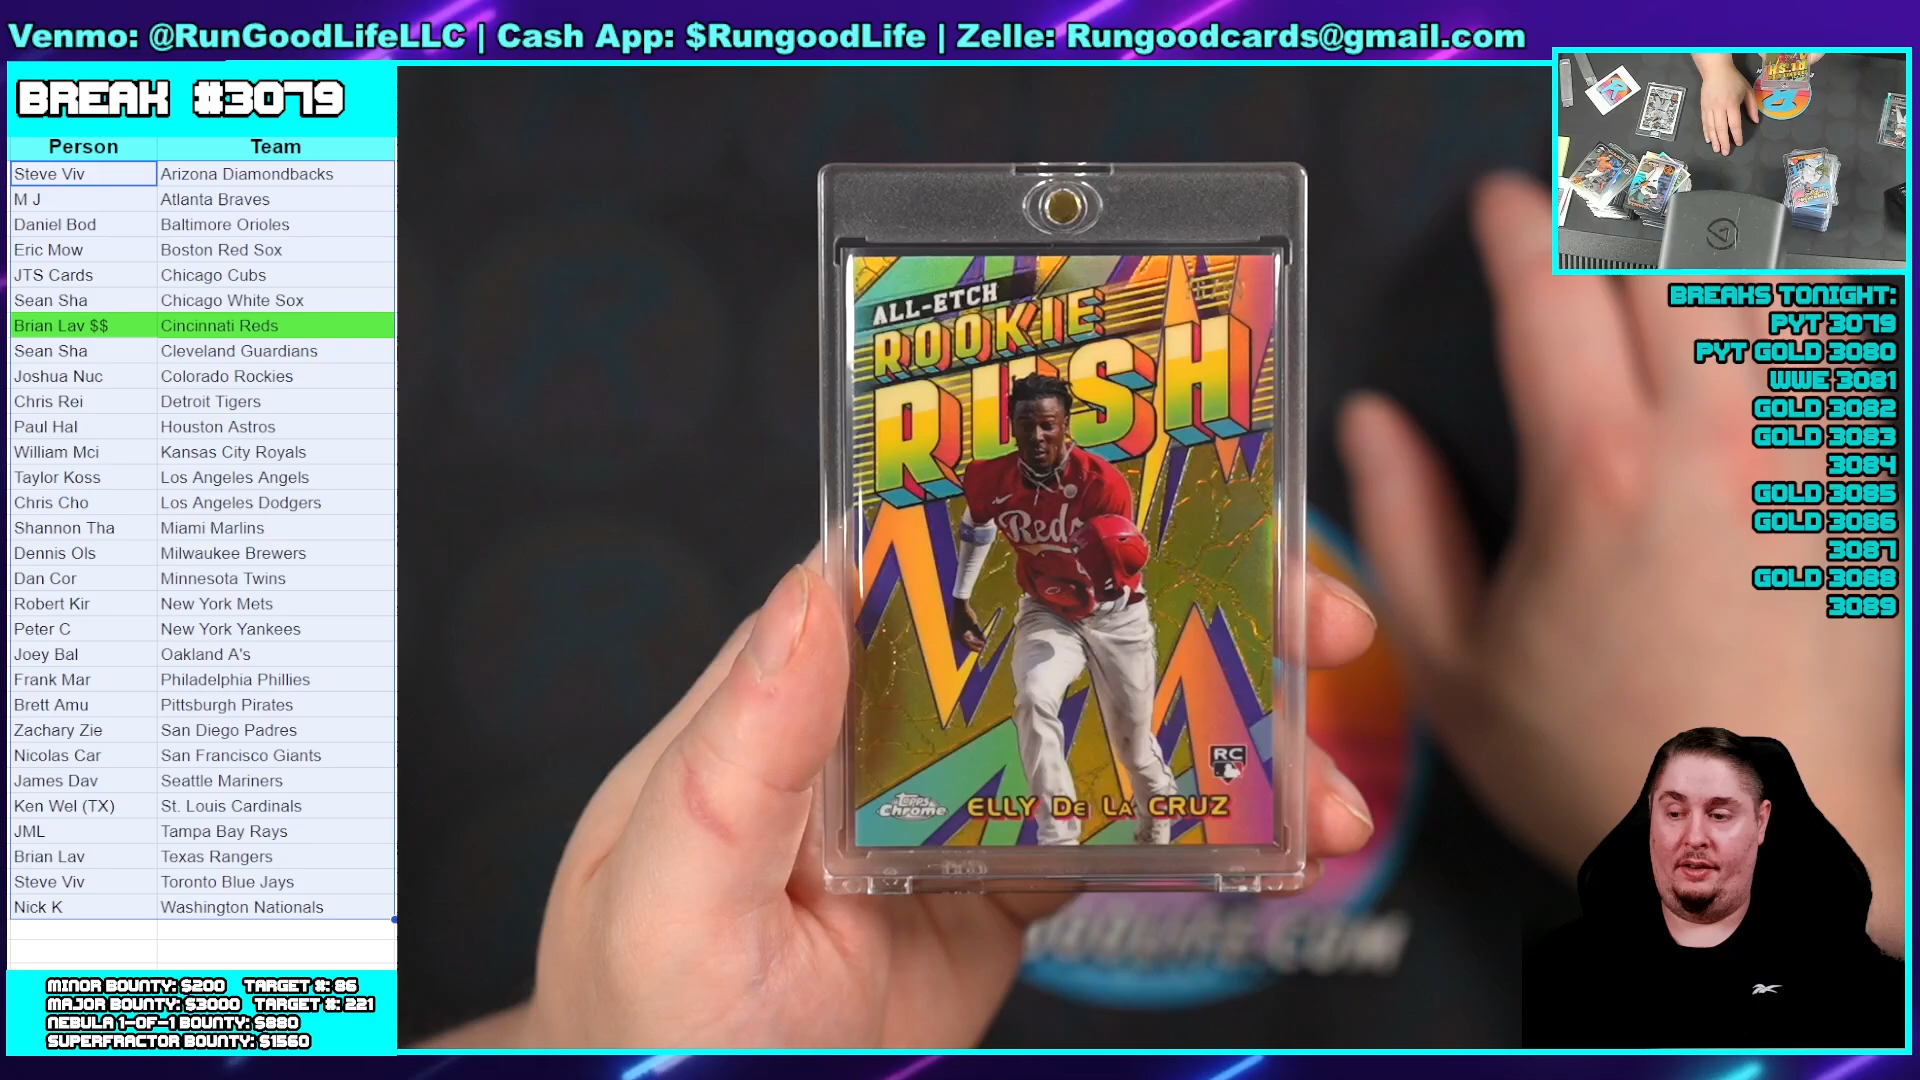 Venmo: @RunGoodLifeLLC | Cash App: $RungoodLife | Zelle: Rungoodcards@gmail.com
BREAK #3079
Person Team
Steve Viv Arizona Diamondbacks
M J Atlanta Braves
Daniel Bod Baltimore Orioles
Eric Mow Boston Red Sox
JTS Cards Chicago Cubs
Sean Sha Chicago White Sox
Brian Lav $$ Cincinnati Reds
Sean Sha Cleveland Guardians
Joshua Nuc Colorado Rockies
Chris Rei Detroit Tigers
Paul Hal Houston Astros
William Mci Kansas City Royals
Taylor Koss Los Angeles Angels
Chris Cho Los Angeles Dodgers
Shannon Tha Miami Marlins
Dennis Ols Milwaukee Brewers
Dan Cor Minnesota Twins
Robert Kir New York Mets
Peter C New York Yankees
Joey Bal Oakland A's
Frank Mar Philadelphia Phillies
Brett Amu Pittsburgh Pirates
Zachary Zie San Diego Padres
Nicolas Car San Francisco Giants
James Dav Seattle Mariners
Ken Wel (TX) St. Louis Cardinals
JML Tampa Bay Rays
Brian Lav Texas Rangers
Steve Viv Toronto Blue Jays
Nick K Washington Nationals
MINOR BOUNTY: $200 TARGET #: 86
MAJOR BOUNTY: $3000 TARGET #: 221
NEBULA 1-OF-1 BOUNTY: $880
SUPERFRACTOR BOUNTY: $1560
ALL-ETCH
ROOKIE
RUSH
Reds
RC
Topps
Chrome
ELLY DE LA CRUZ
BREAKS TONIGHT:
PYT 3079
PYT GOLD 3080
WWE 3081
GOLD 3082
GOLD 3083
3084
GOLD 3085
GOLD 3086
3087
GOLD 3088
3089